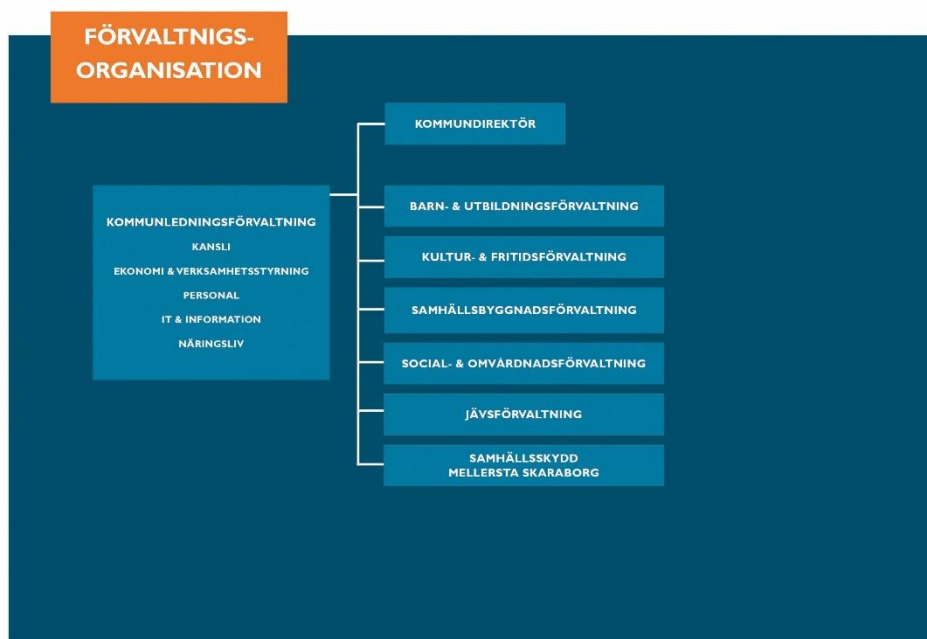 FÖRVALTNIGS-
ORGANISATION
KOMMUNDIREKTÖR
KOMMUNLEDNINGSFÖRVALTNING
KANSLI
EKONOMI & VERKSAMHETSSTYRNING
PERSONAL
IT & INFORMATION
NÄRINGSLIV
BARN- & UTBILDNINGSFÖRVALTNING
KULTUR- & FRITIDSFÖRVALTNING
SAMHÄLLSBYGGNADSFÖRVALTNING
SOCIAL- & OMVÅRDNADSFÖRVALTNING
JÄVSFÖRVALTNING
SAMHÄLLSSKYDD
MELLERSTA SKARABORG